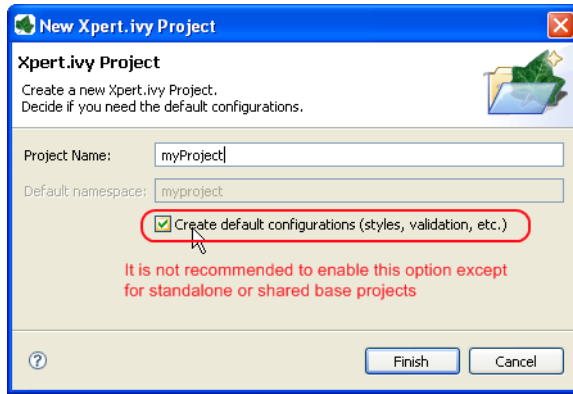 New Xpert.ivy Project
Xpert.ivy Project
Create a new Xpert.ivy Project.
Decide if you need the default configurations.
Project Name: myProject
Default namespace: myproject
Create default configurations (styles, validation, etc.)
It is not recommended to enable this option except
for standalone or shared base projects
Finish Cancel